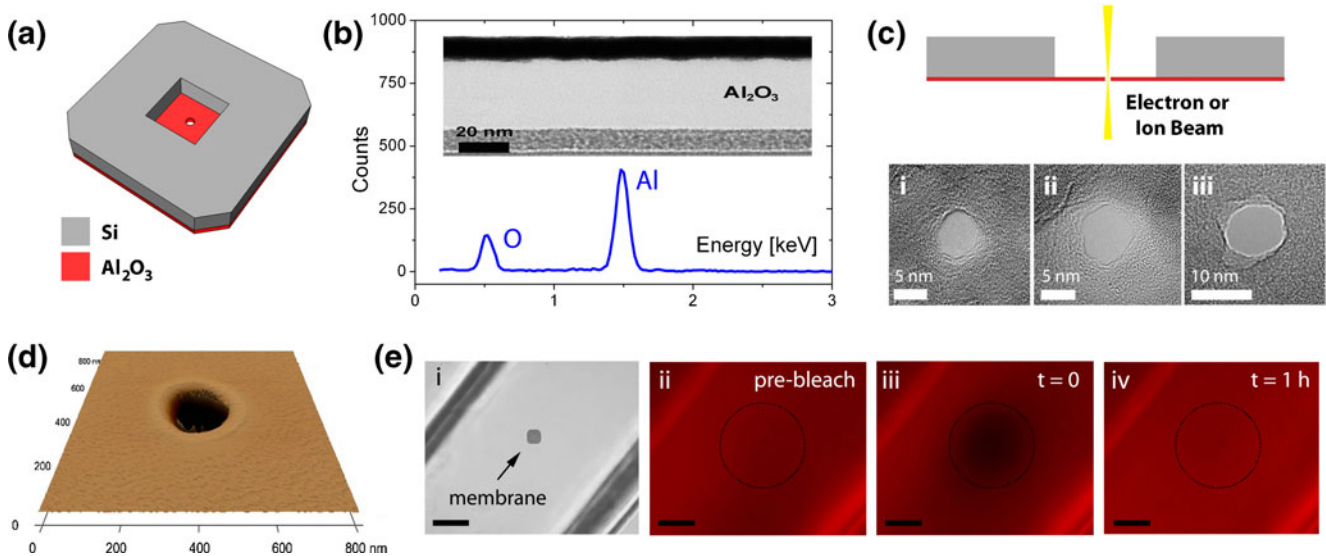 (a)
Si
Al₂O₃
(b)
1000
750
500
250
0
Counts
Al₂O₃
20 nm
Al
O
Energy [keV]
0
1
2
3
(c)
Electron or
Ion Beam
i
5 nm
ii
5 nm
iii
10 nm
(d)
800 nm
600
400
200
0
0
200
400
600
800 nm
(e)
i
membrane
ii
pre-bleach
iii
t = 0
iv
t = 1 h